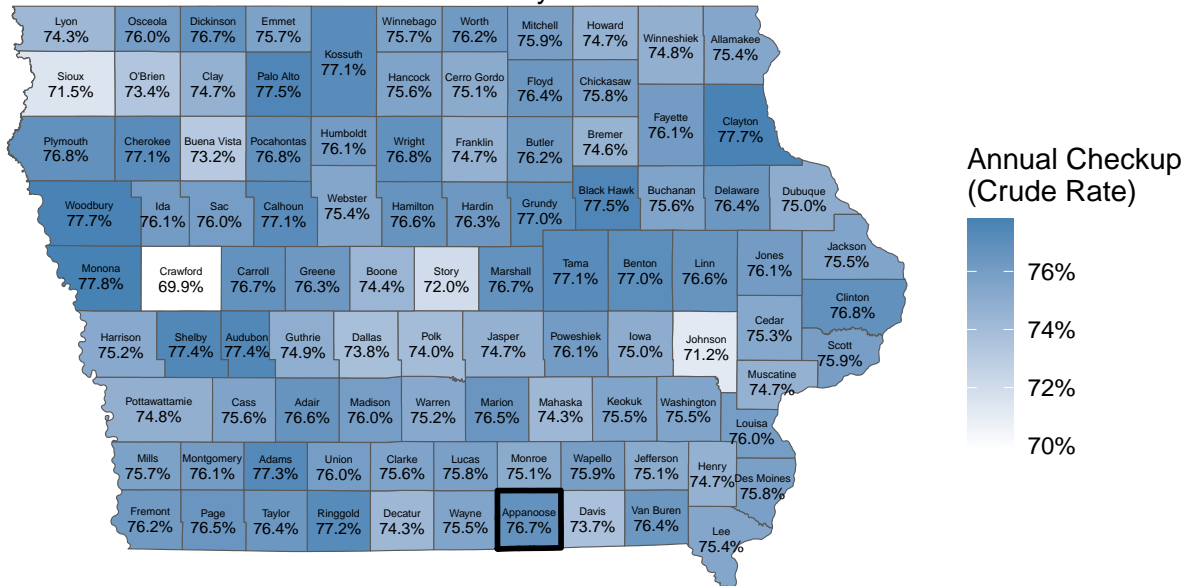 Lyon
74.3%
Osceola
76.0%
Dickinson
76.7%
Emmet
75.7%
Kossuth
77.1%
Winnebago
75.7%
Worth
76.2%
Mitchell
75.9%
Howard
74.7%
Winneshiek
74.8%
Allamakee
75.4%
Sioux
71.5%
O'Brien
73.4%
Clay
74.7%
Palo Alto
77.5%
Hancock
75.6%
Cerro Gordo
75.1%
Floyd
76.4%
Chickasaw
75.8%
Fayette
76.1%
Clayton
77.7%
Plymouth
76.8%
Cherokee
77.1%
Buena Vista
73.2%
Pocahontas
76.8%
Humboldt
76.1%
Wright
76.8%
Franklin
74.7%
Butler
76.2%
Bremer
74.6%
Woodbury
77.7%
Ida
76.1%
Sac
76.0%
Calhoun
77.1%
Webster
75.4%
Hamilton
76.6%
Hardin
76.3%
Grundy
77.0%
Black Hawk
77.5%
Buchanan
75.6%
Delaware
76.4%
Dubuque
75.0%
Monona
77.8%
Crawford
69.9%
Carroll
76.7%
Greene
76.3%
Boone
74.4%
Story
72.0%
Marshall
76.7%
Tama
77.1%
Benton
77.0%
Linn
76.6%
Jones
76.1%
Jackson
75.5%
Clinton
76.8%
Harrison
75.2%
Shelby
77.4%
Audubon
77.4%
Guthrie
74.9%
Dallas
73.8%
Polk
74.0%
Jasper
74.7%
Poweshiek
76.1%
Iowa
75.0%
Johnson
71.2%
Cedar
75.3%
Scott
75.9%
Muscatine
74.7%
Pottawattamie
74.8%
Cass
75.6%
Adair
76.6%
Madison
76.0%
Warren
75.2%
Marion
76.5%
Mahaska
74.3%
Keokuk
75.5%
Washington
75.5%
Louisa
76.0%
Mills
75.7%
Montgomery
76.1%
Adams
77.3%
Union
76.0%
Clarke
75.6%
Lucas
75.8%
Monroe
75.1%
Wapello
75.9%
Jefferson
75.1%
Henry
74.7%
Des Moines
75.8%
Fremont
76.2%
Page
76.5%
Taylor
76.4%
Ringgold
77.2%
Decatur
74.3%
Wayne
75.5%
Appanoose
76.7%
Davis
73.7%
Van Buren
76.4%
Lee
75.4%
Annual Checkup
(Crude Rate)
76%
74%
72%
70%